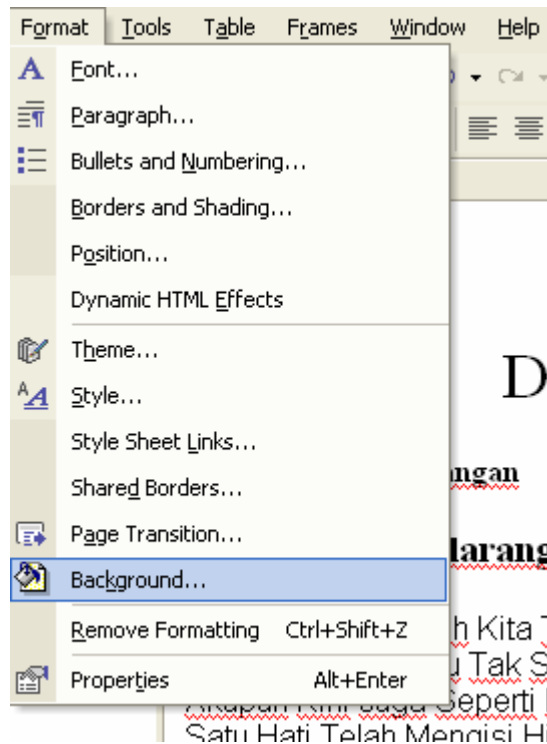 Format Tools Table Frames Window Help
Font...
Paragraph...
Bullets and Numbering...
Borders and Shading...
Position...
Dynamic HTML Effects
Theme...
Style...
Style Sheet Links...
Shared Borders...
Page Transition...
Background...
Remove Formatting Ctrl+Shift+Z
Properties Alt+Enter
D
angan
larang
h Kita
Tak S
Kini Juga Seperti
Satu Hati Telah Mengisi Hi